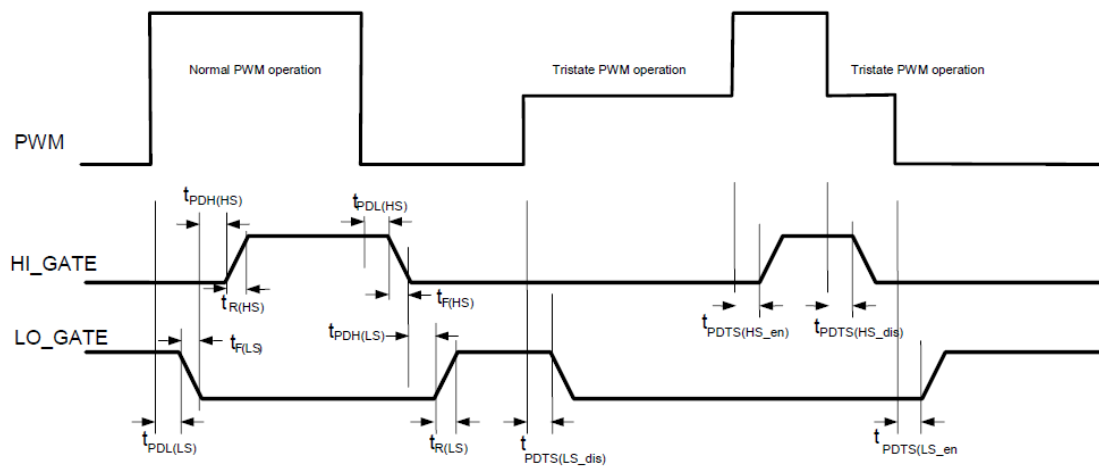 Normal PWM operation
Tristate PWM operation
Tristate PWM operation
PWM
tPDH(HS)
tPDL(HS)
HI_GATE
tR(HS)
tF(HS)
tPDTS(HS_en)
tPDTS(HS_dis)
tPDH(LS)
LO_GATE
tF(LS)
tPDL(LS)
tR(LS)
tPDTS(LS_dis)
tPDTS(LS_en